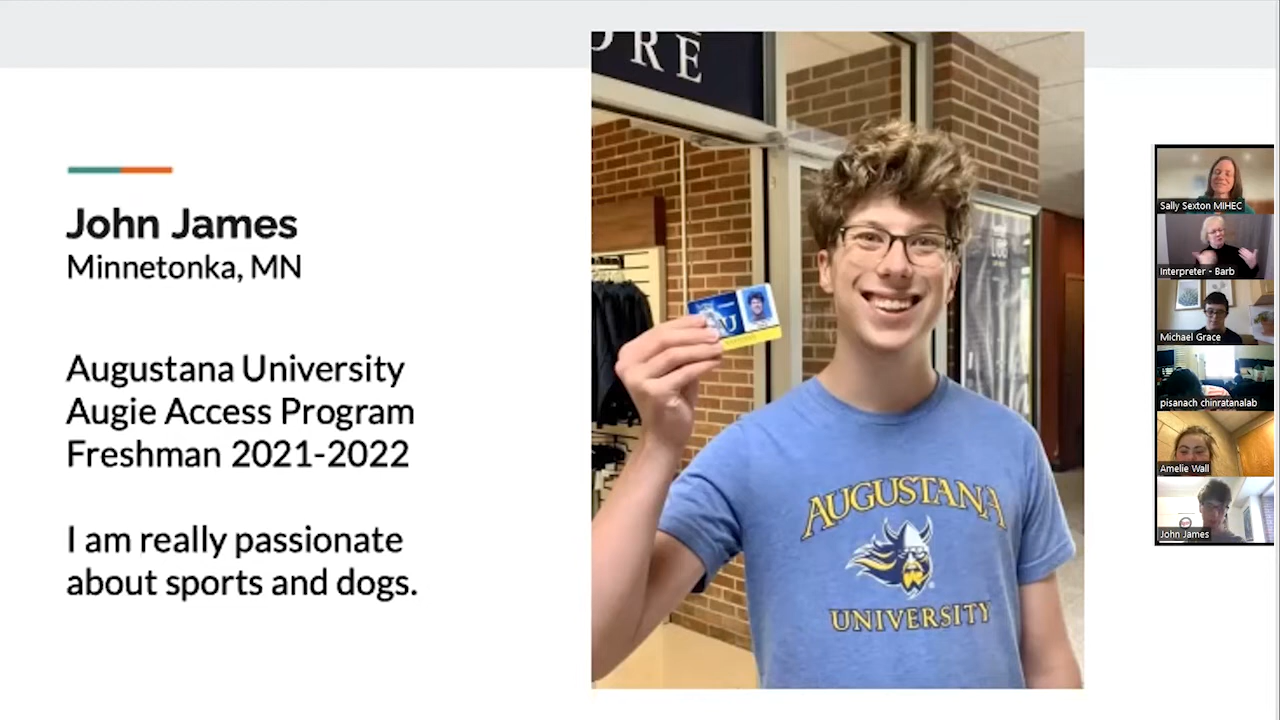 ORE
John James
Minnetonka, MN
Augustana University
Augie Access Program
Freshman 2021-2022
I am really passionate
about sports and dogs.
AUGUSTANA
UNIVERSITY
Sally Sexton MIHEC
Interpreter - Barb
Michael Grace
pisanach chinratanalab
Amelie Wall
John James